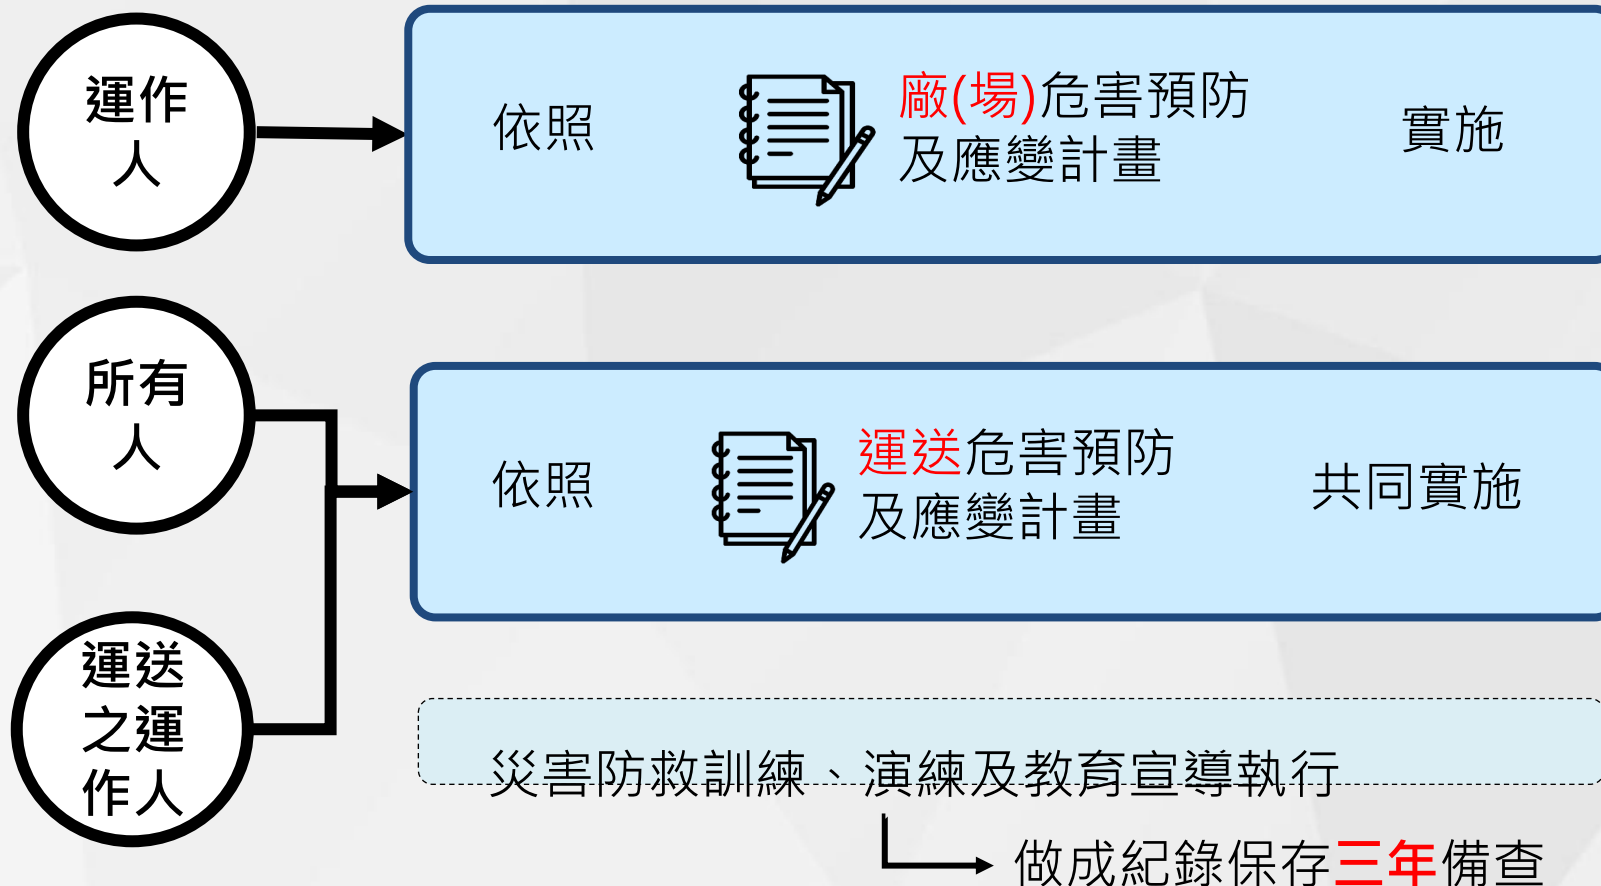 運作
人
依照
廠(場)危害預防
及應變計畫
實施
所有
人
依照
運送危害預防
及應變計畫
共同實施
運送
之運
作人
災害防救訓練、演練及教育宣導執行
做成紀錄保存三年備查